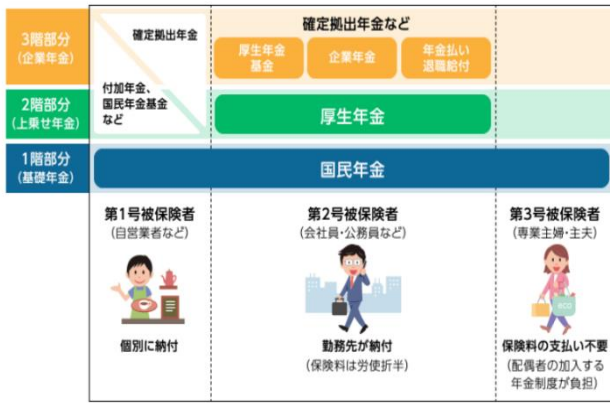 3階部分
(企業年金)
確定拠出年金
確定拠出年金など
厚生年金
基金
企業年金
年金払い
退職給付
付加年金、
国民年金基金
など
2階部分
(上乗せ年金)
厚生年金
1階部分
(基礎年金)
国民年金
第1号被保険者
(自営業者など)
個別に納付
第2号被保険者
(会社員・公務員など)
勤務先が納付
(保険料は労使折半)
第3号被保険者
(専業主婦・主夫)
eco
保険料の支払い不要
(配偶者の加入する
年金制度が負担)